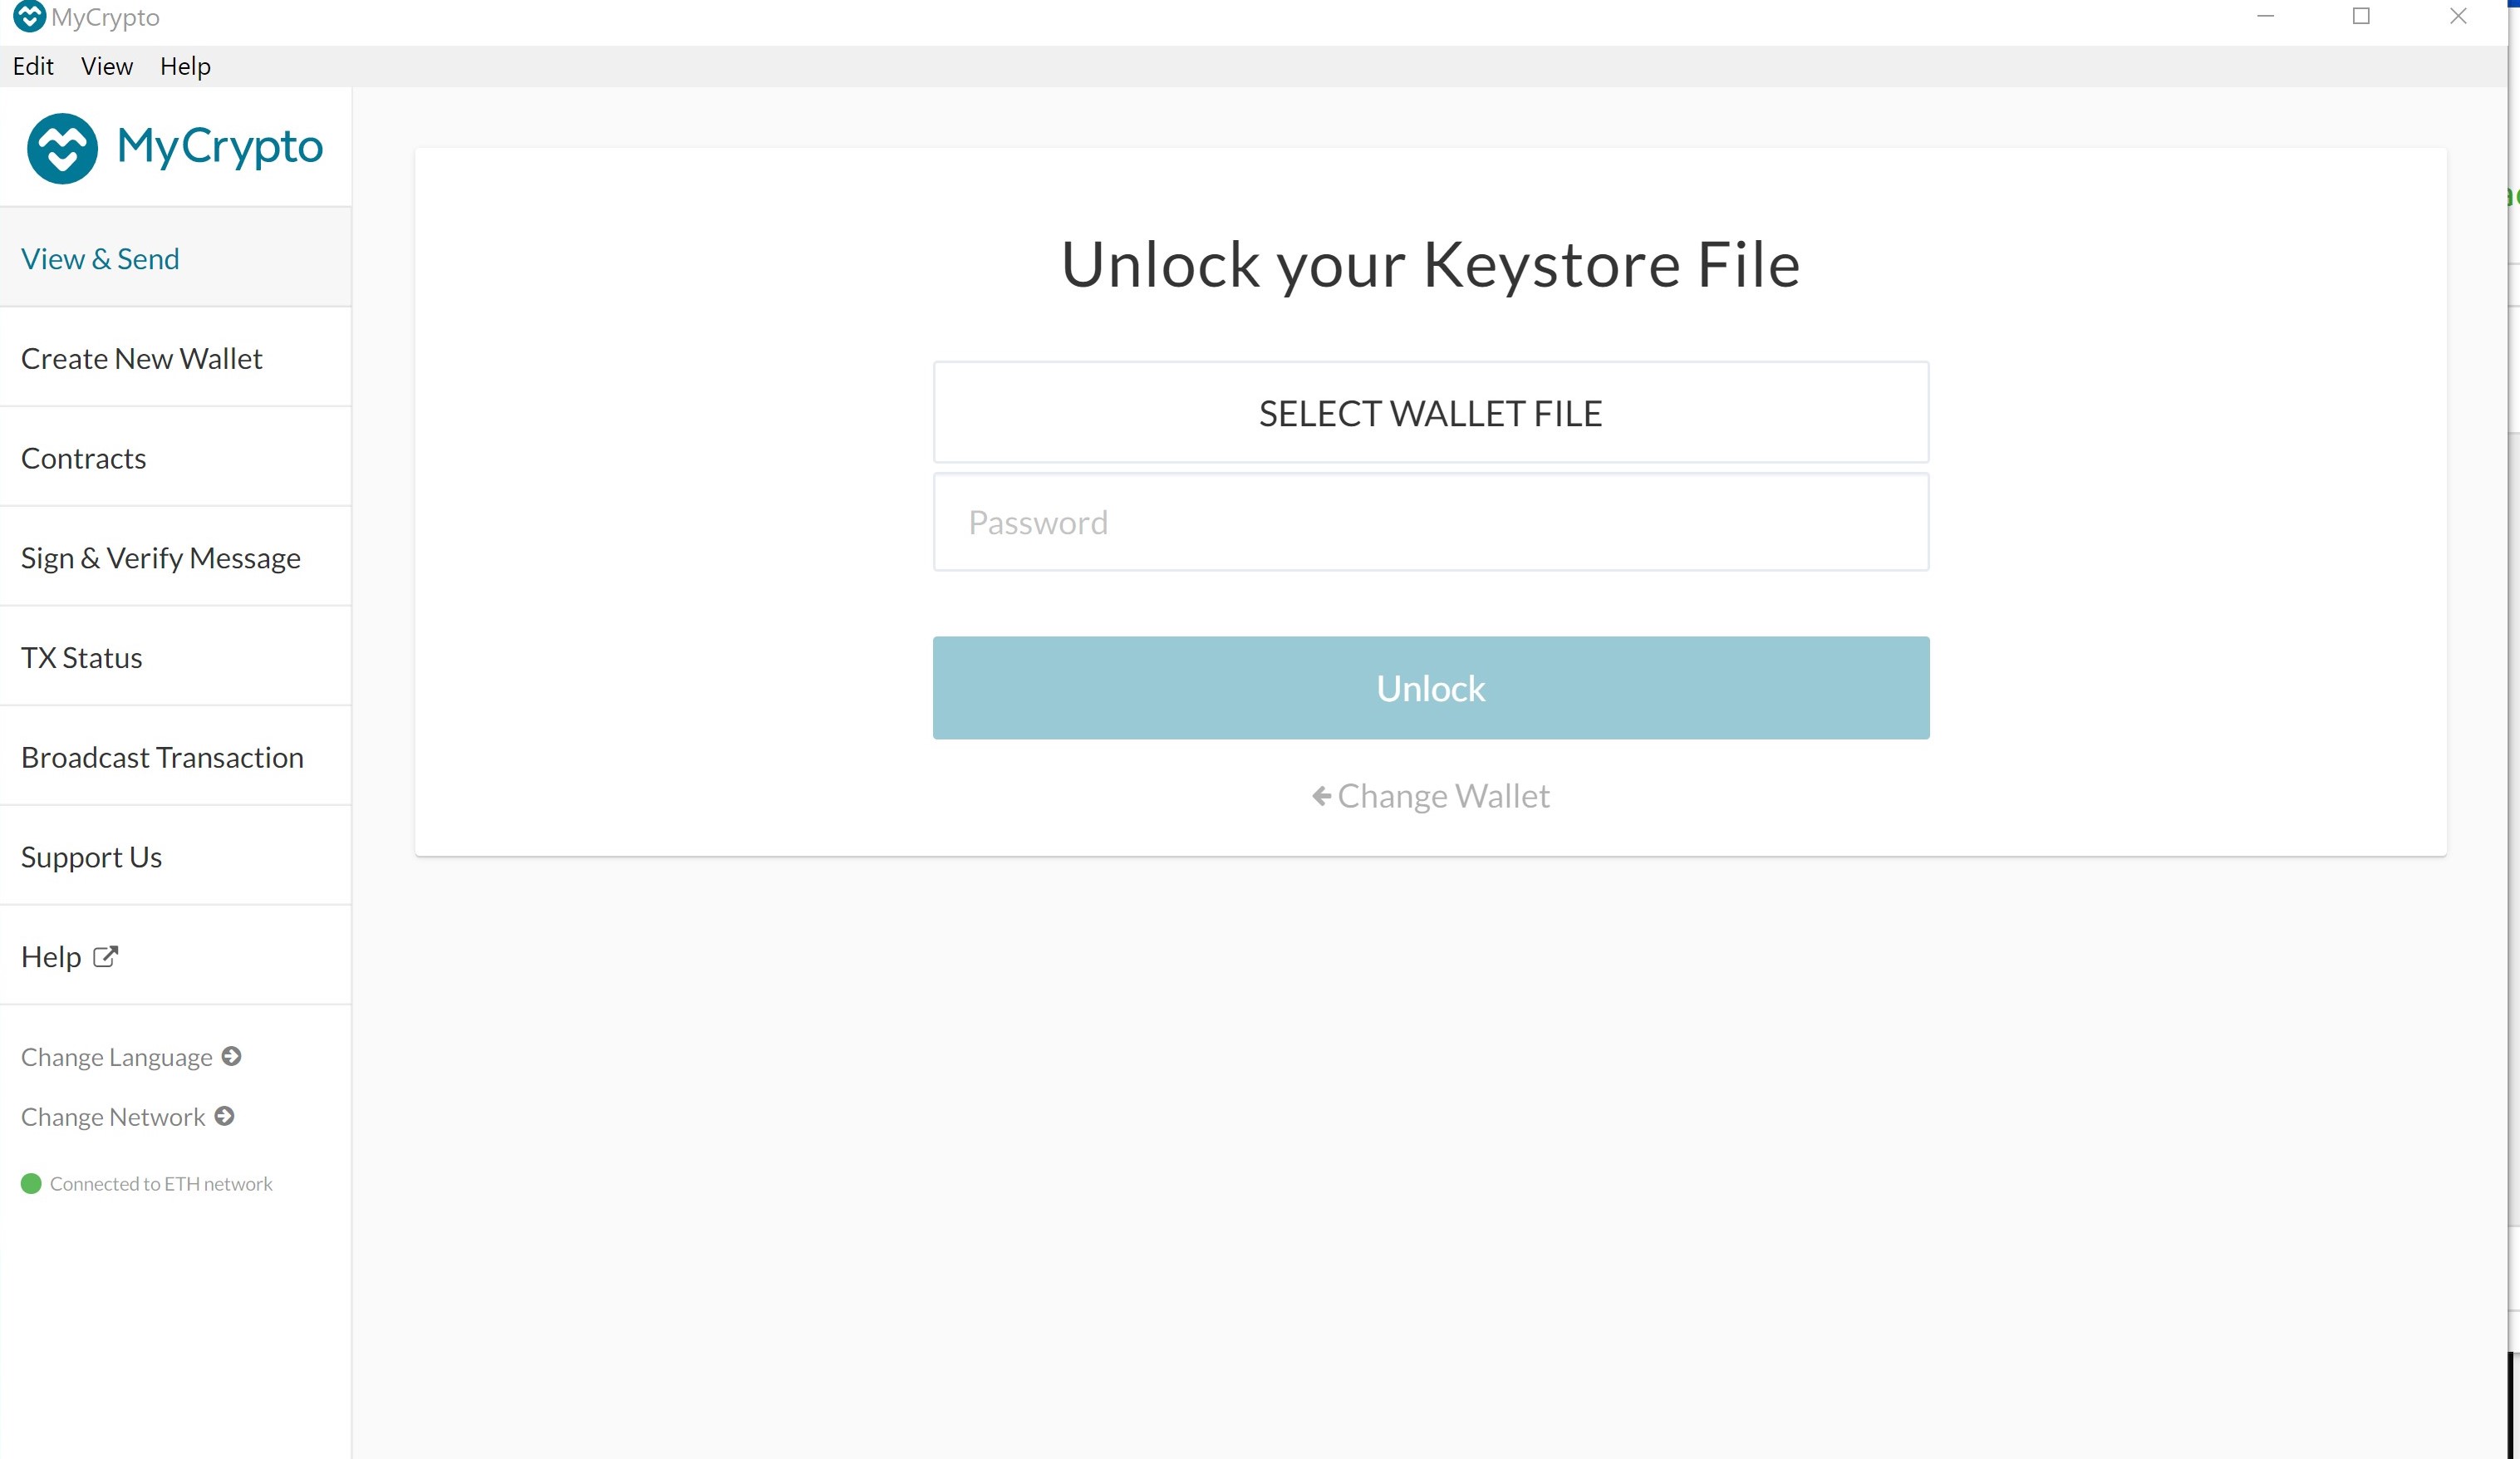 MyCrypto
Edit View Help
MyCrypto
View & Send
Create New Wallet
Contracts
Sign & Verify Message
TX Status
Broadcast Transaction
Support Us
Help
Change Language
Change Network
Connected to ETH network
Unlock your Keystore File
SELECT WALLET FILE
Password
Unlock
Change Wallet